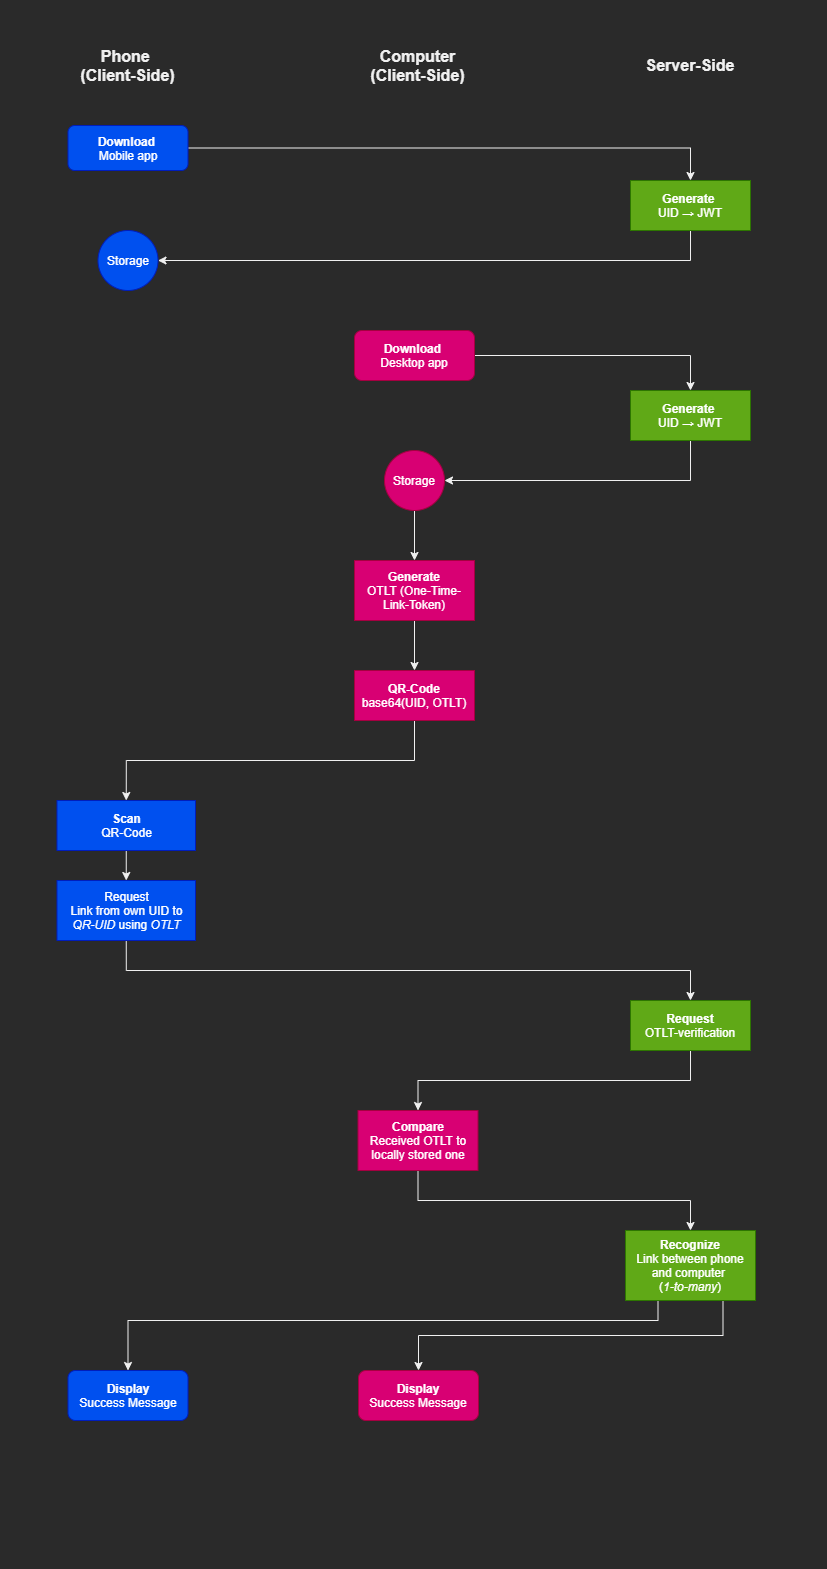 Phone
(Client-Side)
Computer
(Client-Side)
Server-Side
Download
Mobile app
Generate
UID → JWT
Storage
Download
Desktop app
Generate
UID → JWT
Storage
Generate
OTLT (One-Time-
Link-Token)
QR-Code
base64(UID, OTLT)
Scan
QR-Code
Request
Link from own UID to
QR-UID using OTLT
Request
OTLT-verification
Compare
Received OTLT to
locally stored one
Recognize
Link between phone
and computer
(1-to-many)
Display
Success Message
Display
Success Message